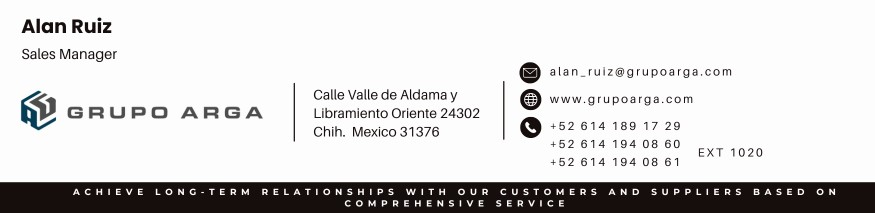 Alan Ruiz
Sales Manager
GRUPO ARGA
Calle Valle de Aldama y
Libramiento Oriente 24302
Chih. Mexico 31376
alan_ruiz@grupoarga.com
www.grupoarga.com
+52 614 189 17 29
+52 614 194 08 60
+52 614 194 08 61
EXT 1020
ACHIEVE LONG-TERM RELATIONSHIPS WITH OUR CUSTOMERS AND SUPPLIERS BASED ON
COMPREHENSIVE SERVICE